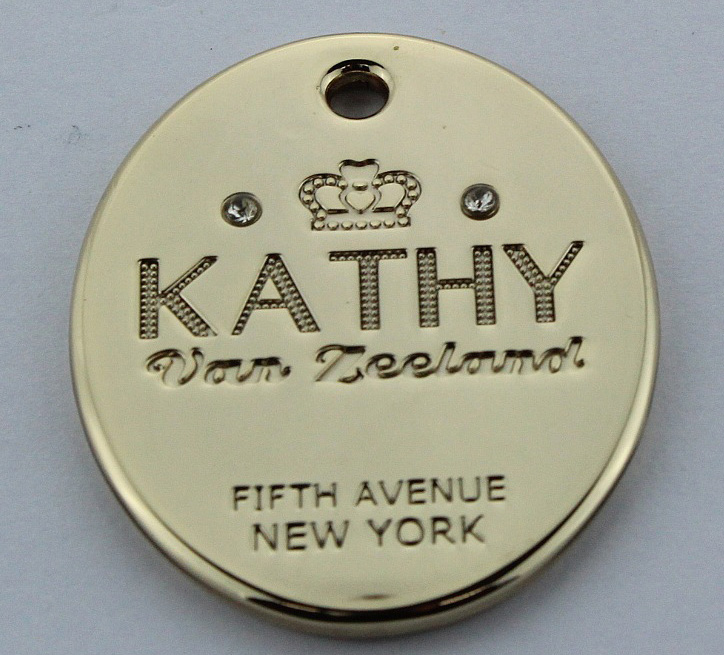 KATHY
Van Zeeland
FIFTH AVENUE
NEW YORK